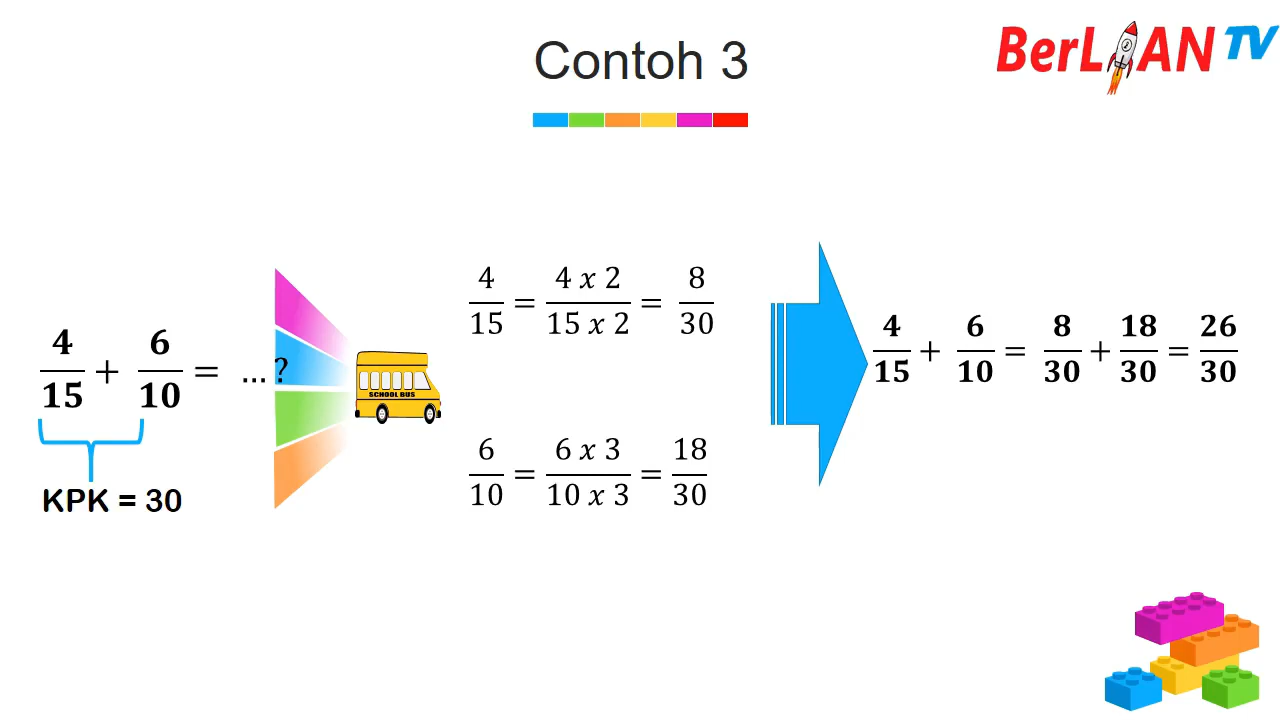 Contoh 3
BerLIAN TV
4/15 + 6/10 = ...?
KPK = 30
SCHOOL BUS
4/15 = 4 x 2/15 x 2 = 8/30
6/10 = 6 x 3/10 x 3 = 18/30
4/15 + 6/10 = 8/30 + 18/30 = 26/30